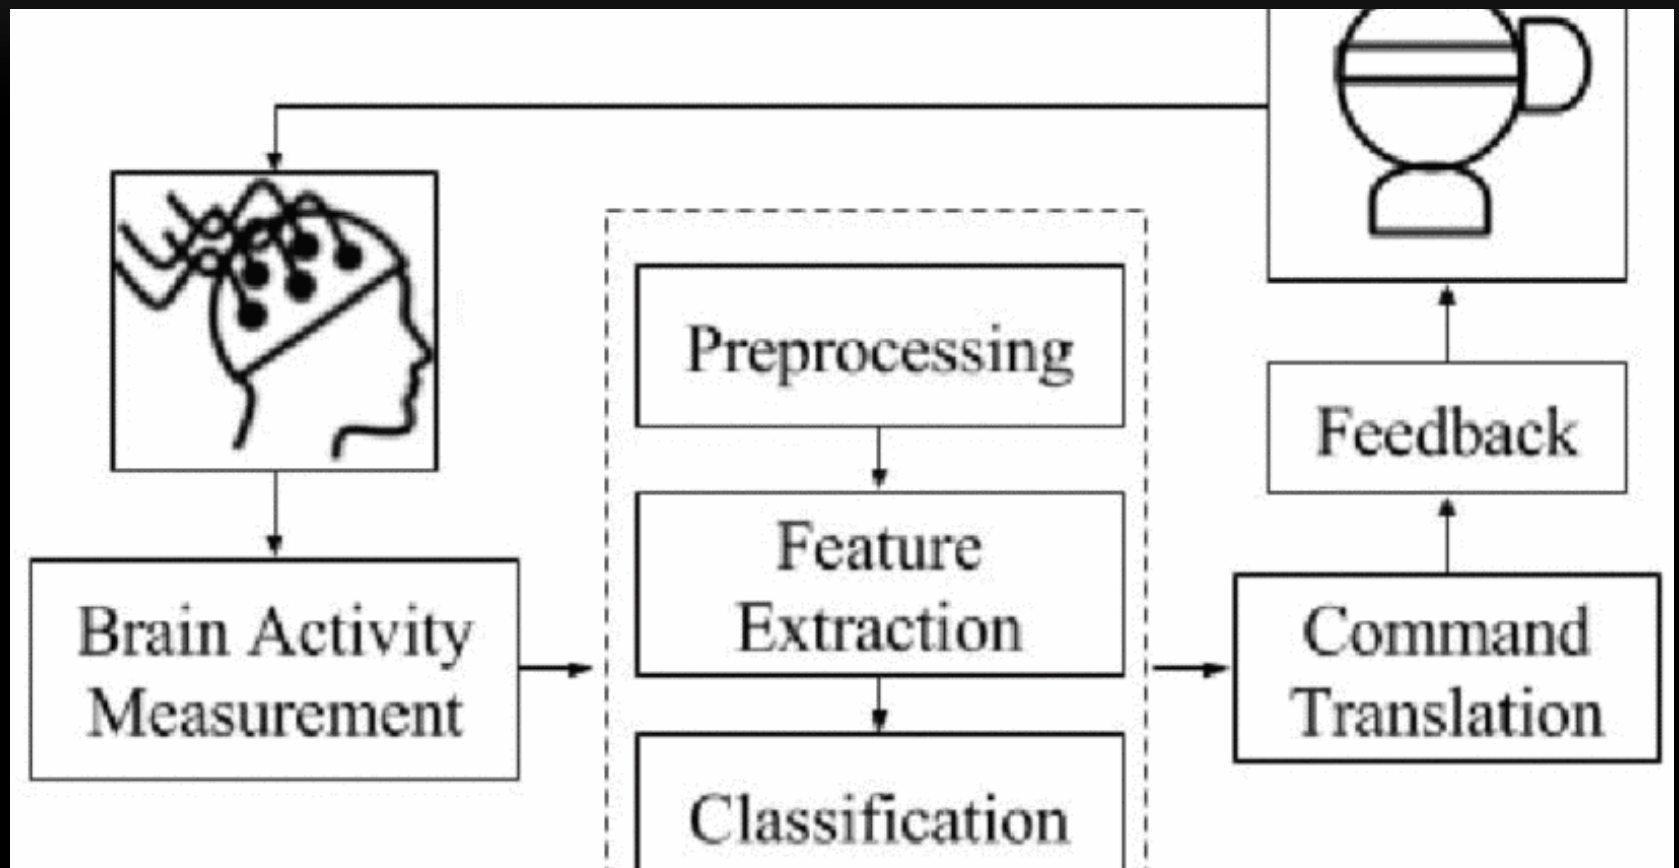 Preprocessing
Feature
Extraction
Classification
Brain Activity
Measurement
Feedback
Command
Translation